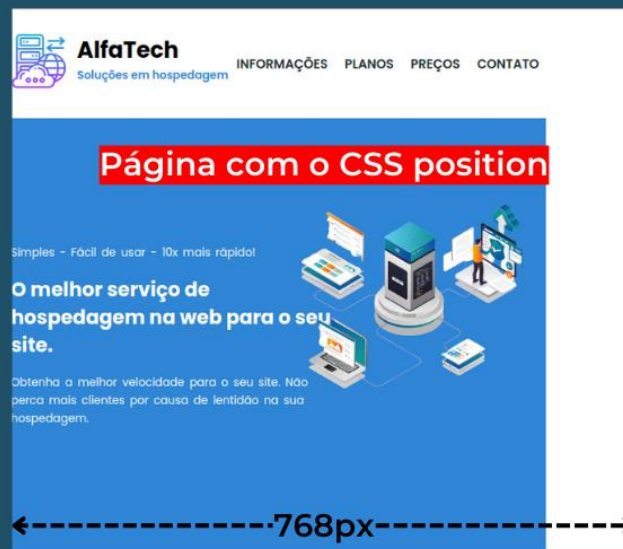 AlfaTech
Soluções em hospedagem
INFORMAÇÕES PLANOS PREÇOS CONTATO
Página com o CSS position
Simples - Fácil de usar - 10x mais rápido!
O melhor serviço de
hospedagem na web para o seu
site.
Obtenha a melhor velocidade para o seu site. Não
perca mais clientes por causa de lentidão na sua
hospedagem.
768px